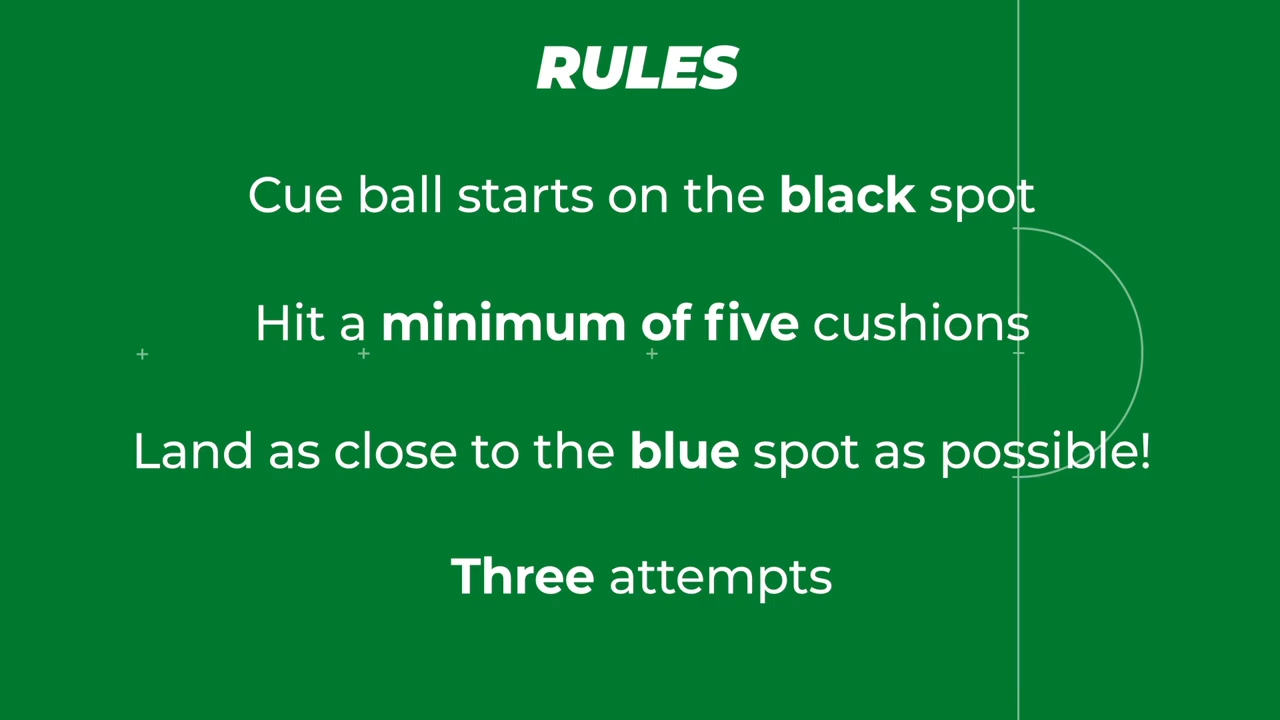 RULES
Cue ball starts on the black spot
Hit a minimum of five cushions
Land as close to the blue spot as possible!
Three attempts